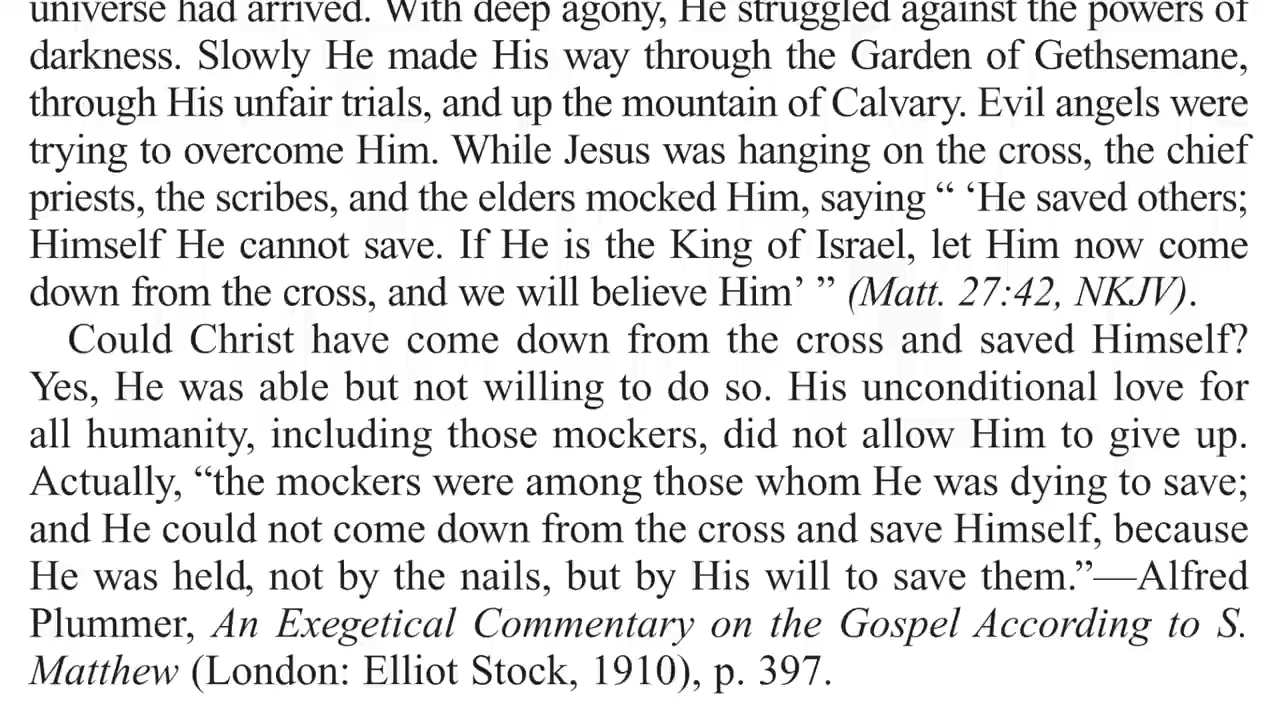 universe had arrived. With deep agony, He struggled against the powers of
darkness. Slowly He made His way through the Garden of Gethsemane,
through His unfair trials, and up the mountain of Calvary. Evil angels were
trying to overcome Him. While Jesus was hanging on the cross, the chief
priests, the scribes, and the elders mocked Him, saying “ ‘He saved others;
Himself He cannot save. If He is the King of Israel, let Him now come
down from the cross, and we will believe Him’ ” (Matt. 27:42, NKJV).
Could Christ have come down from the cross and saved Himself?
Yes, He was able but not willing to do so. His unconditional love for
all humanity, including those mockers, did not allow Him to give up.
Actually, “the mockers were among those whom He was dying to save;
and He could not come down from the cross and save Himself, because
He was held, not by the nails, but by His will to save them.”—Alfred
Plummer, An Exegetical Commentary on the Gospel According to S.
Matthew (London: Elliot Stock, 1910), p. 397.